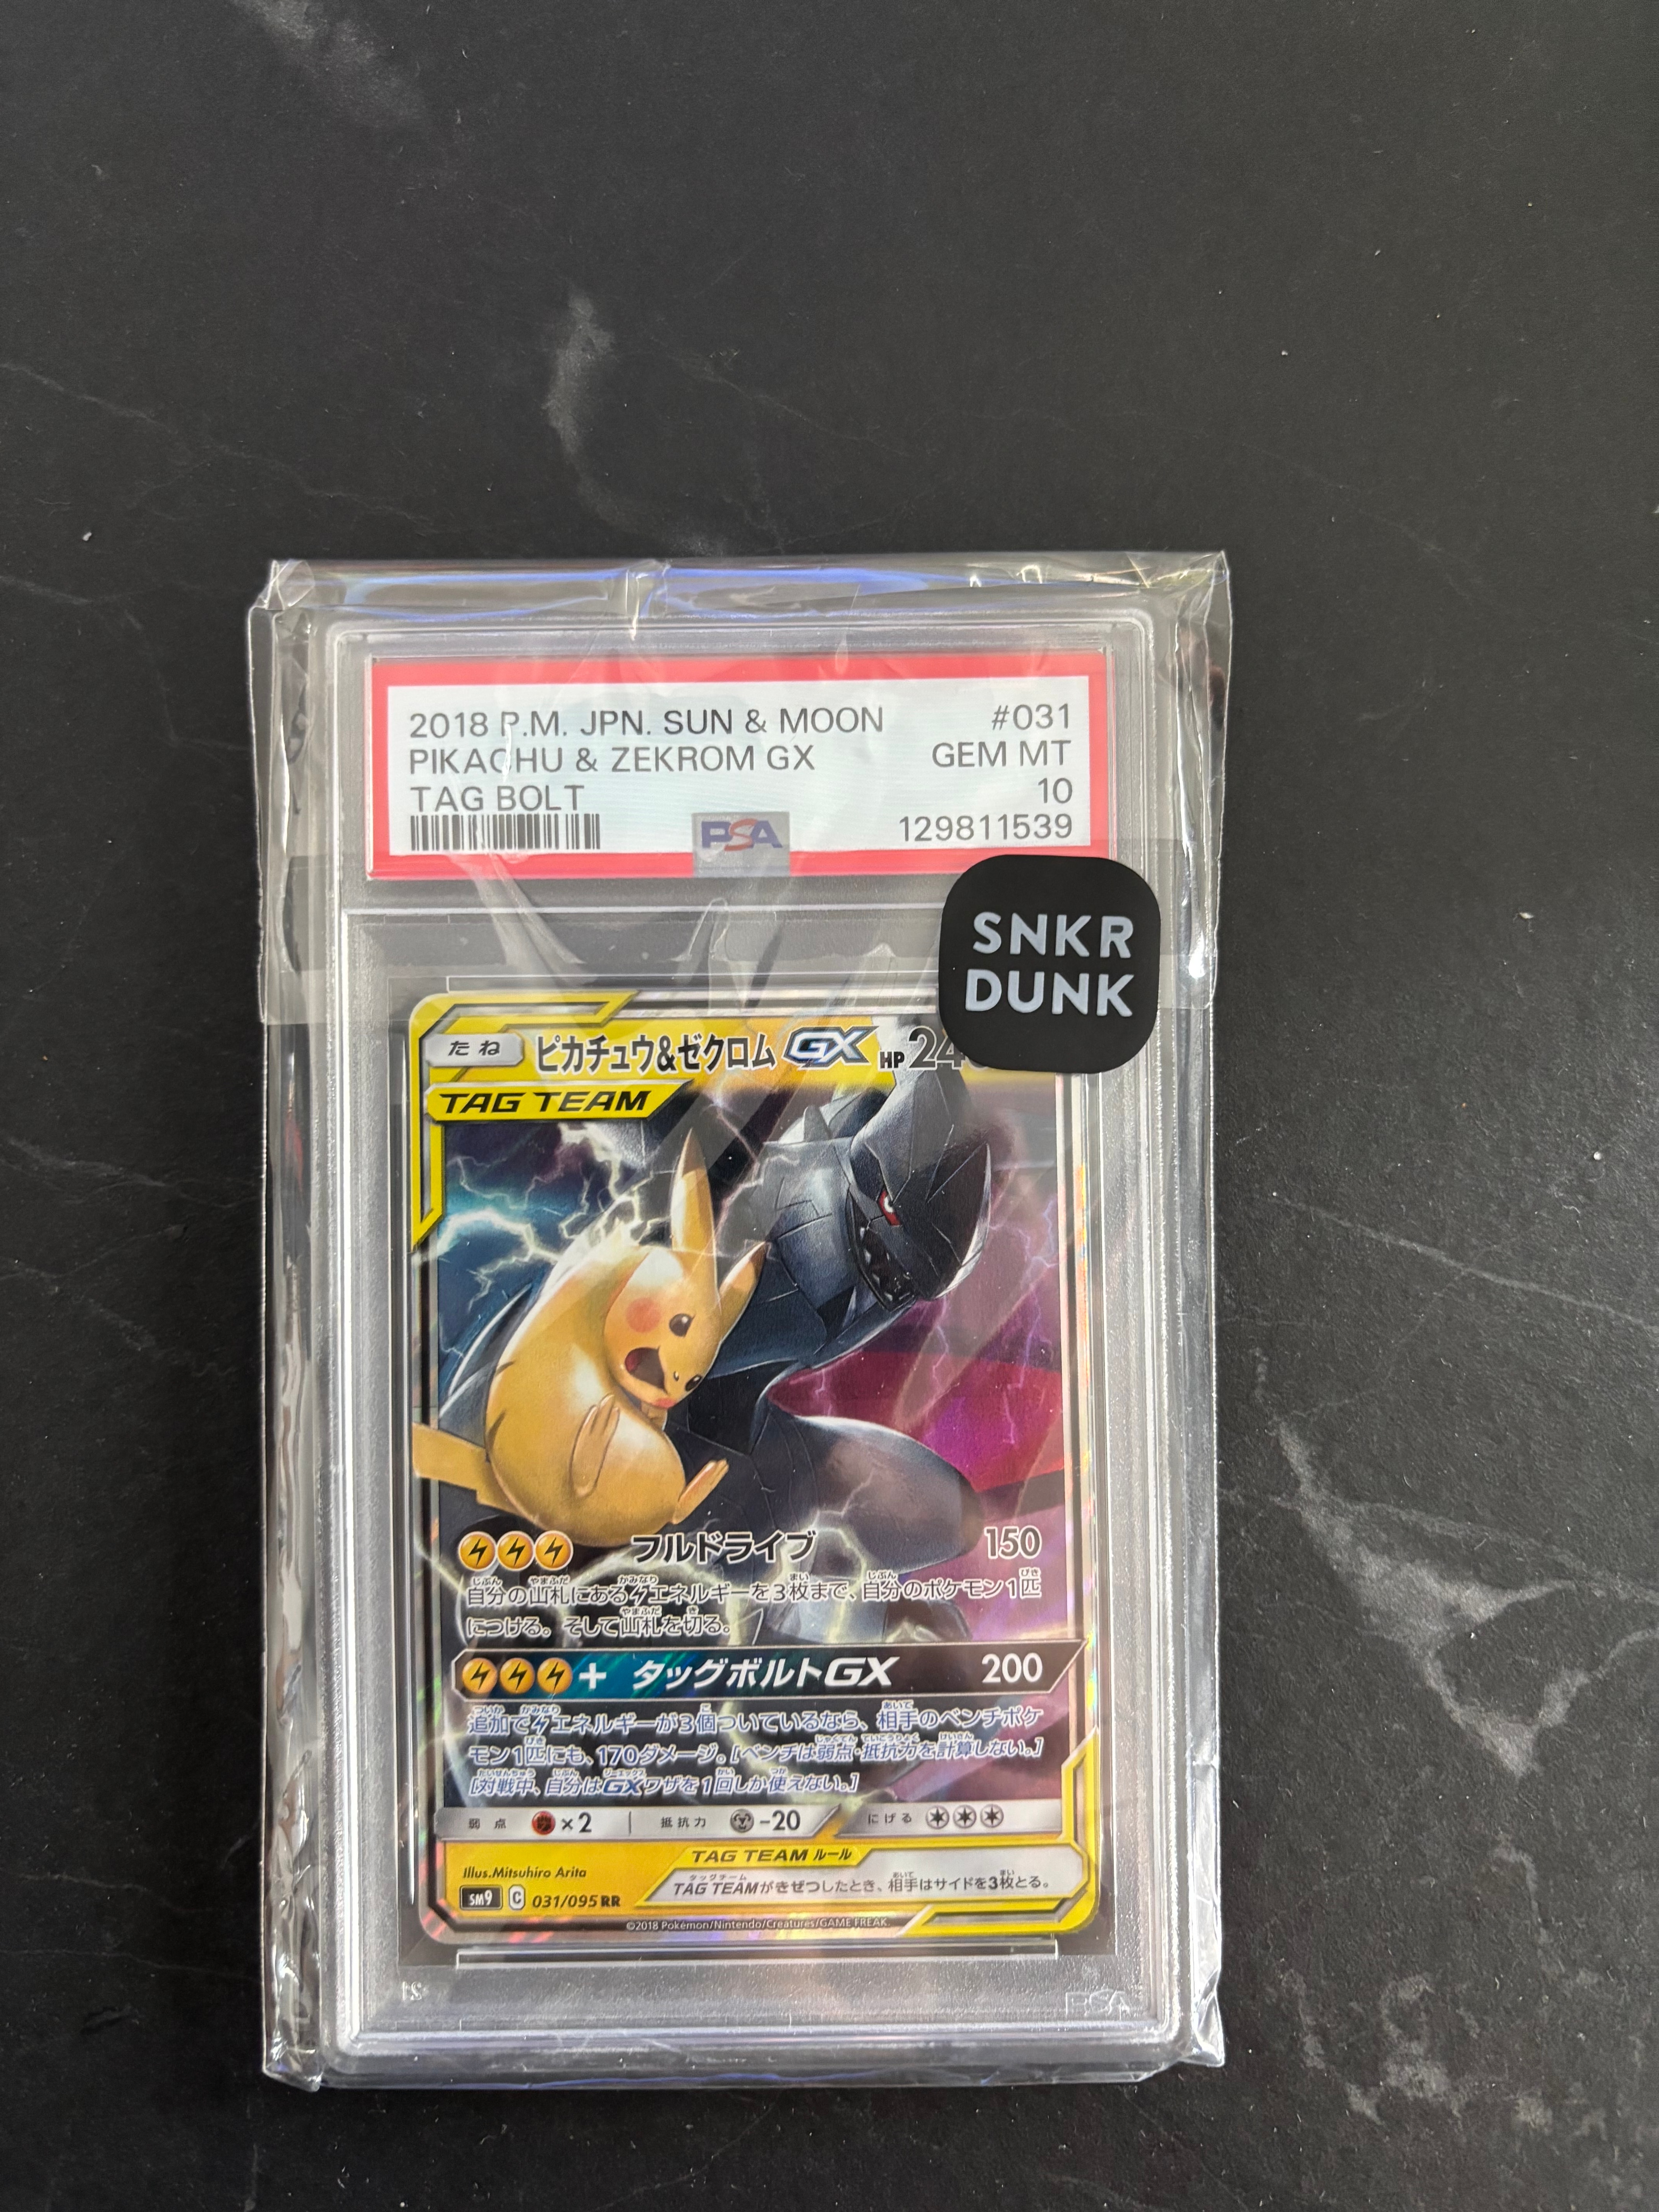 2018 P.M. JPN. SUN & MOON #031
PIKACHU & ZEKROM GX GEM MT
TAG BOLT 10
PSA 129811539
SNKR
DUNK
たね ピカチュウ&ゼクロムGX HP
TAG TEAM
フルドライブ 150
自分の山札にあるエネルギーを3枚まで、自分のポケモン1匹
につける。そして山札を切る。
+ タッグボルトGX 200
追加でエネルギーが3個ついているなら、相手のベンチポケ
モン1匹にも、170ダメージ。[ベンチは弱点・抵抗力を計算しない。]
[対戦中、自分はGXワザを1回しか使えない。]
弱点 ×2 抵抗力 -20 にげる
TAG TEAM ルール
TAG TEAMがきぜつしたとき、相手はサイドを3枚とる。
Illus.Mitsuhiro Arita
SM9 C 031/095 RR
©2018 Pokémon/Nintendo/Creatures/GAME FREAK.
PSA